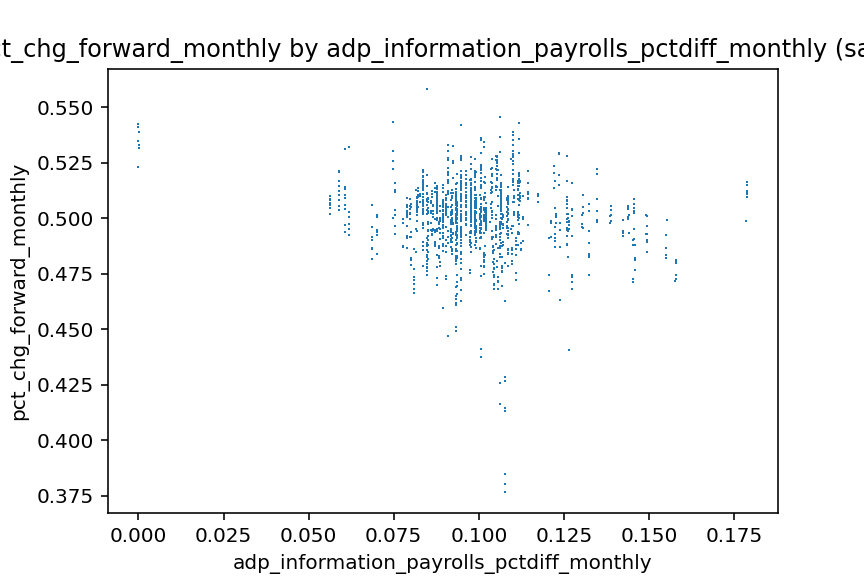 ct_chg_forward_monthly by adp_information_payrolls_pctdiff_monthly (sa
pct_chg_forward_monthly
0.550
0.525
0.500
0.475
0.450
0.425
0.400
0.375
0.000 0.025 0.050 0.075 0.100 0.125 0.150 0.175
adp_information_payrolls_pctdiff_monthly